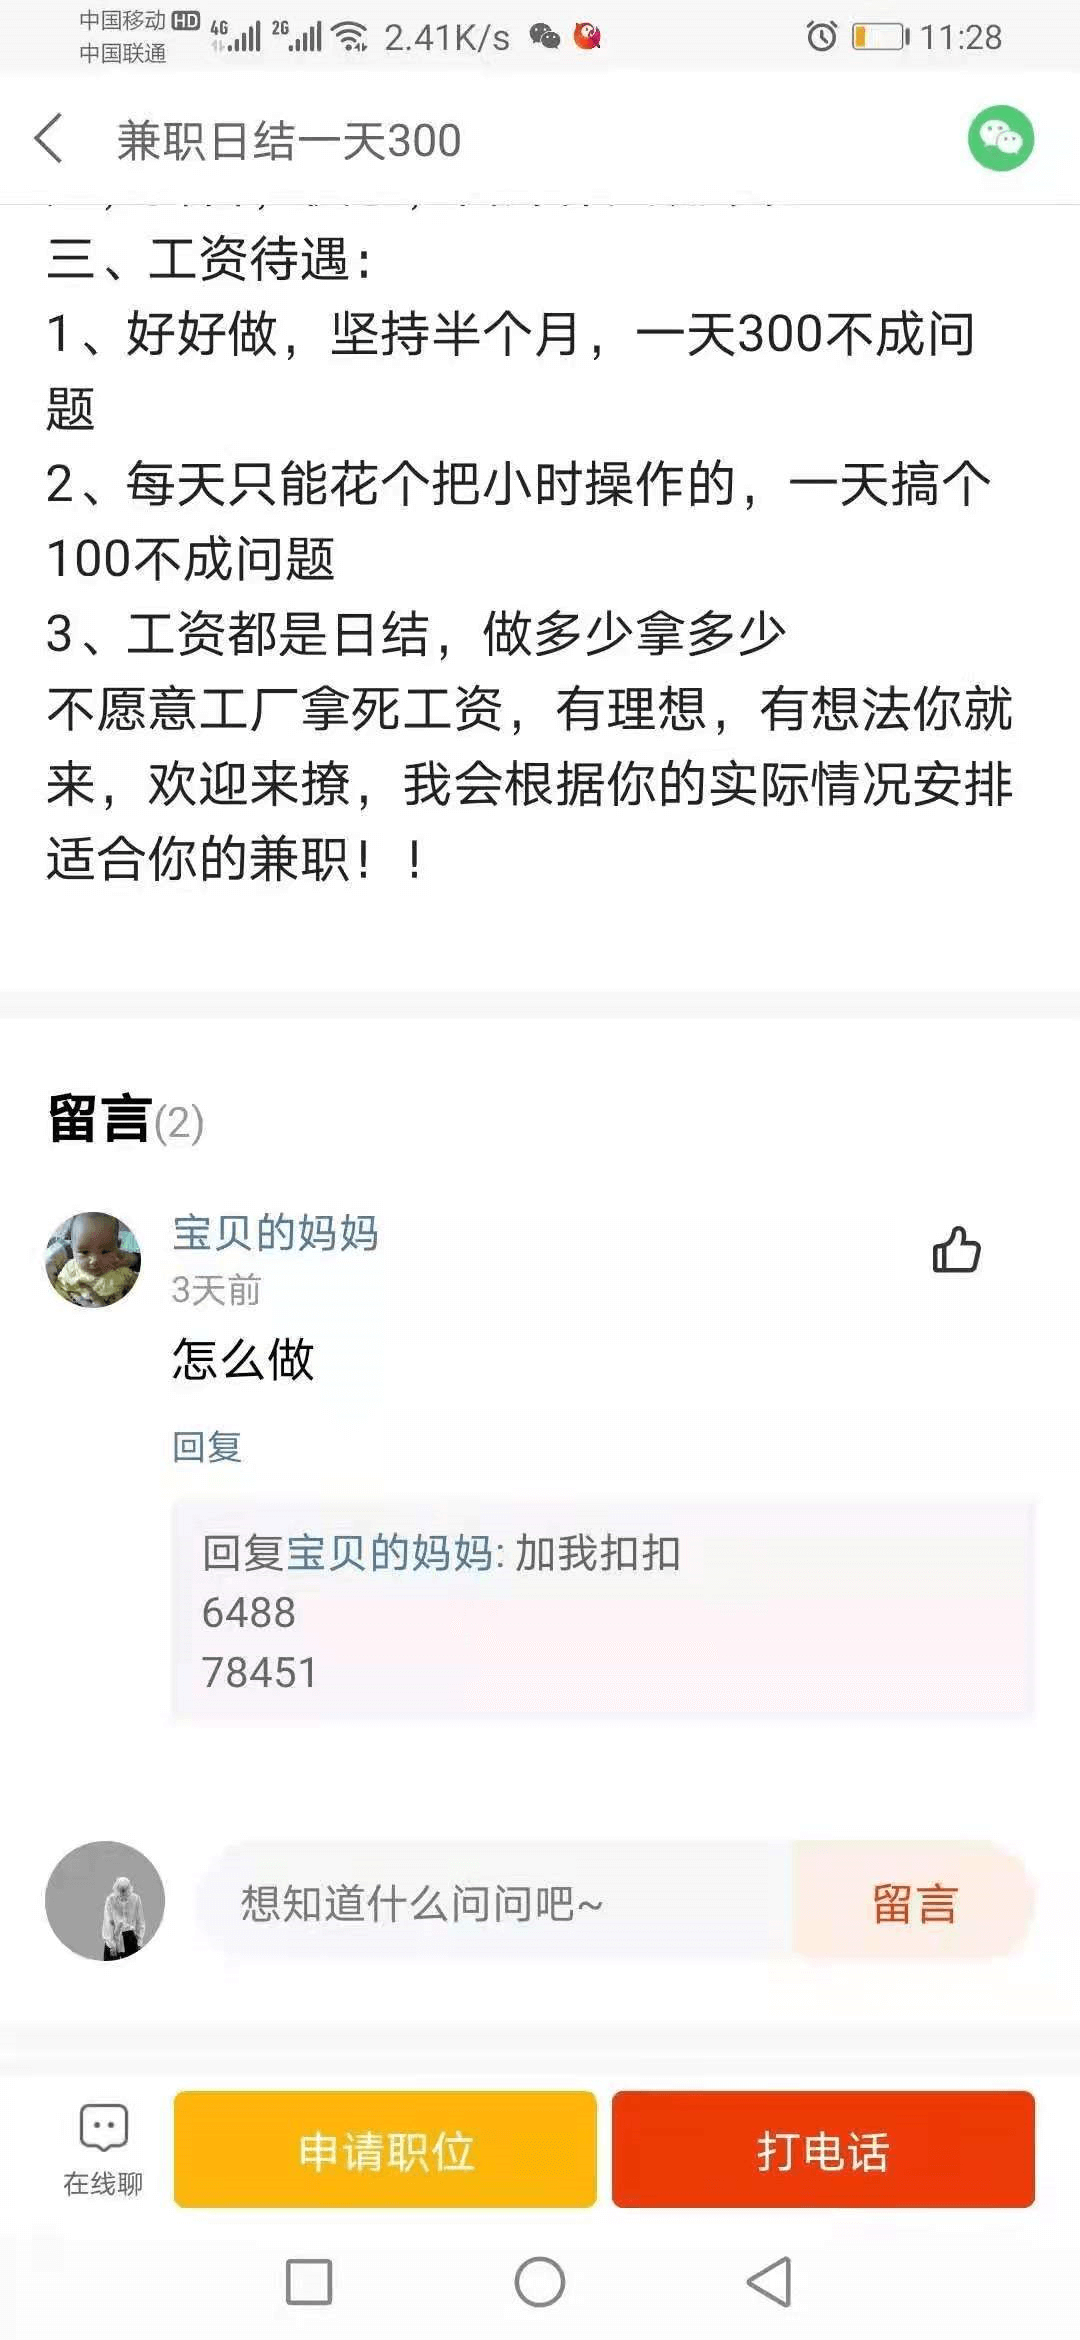 中国移动 HD 4G 2G 2.41K/s 11:28
中国联通
兼职日结一天300
三、工资待遇：
1、好好做，坚持半个月，一天300不成问
题
2、每天只能花个把小时操作的，一天搞个
100不成问题
3、工资都是日结，做多少拿多少
不愿意工厂拿死工资，有理想，有想法你就
来，欢迎来撩，我会根据你的实际情况安排
适合你的兼职！！
留言(2)
宝贝的妈妈
3天前
怎么做
回复
回复宝贝的妈妈: 加我扣扣
6488
78451
想知道什么问问吧~
留言
在线聊
申请职位
打电话